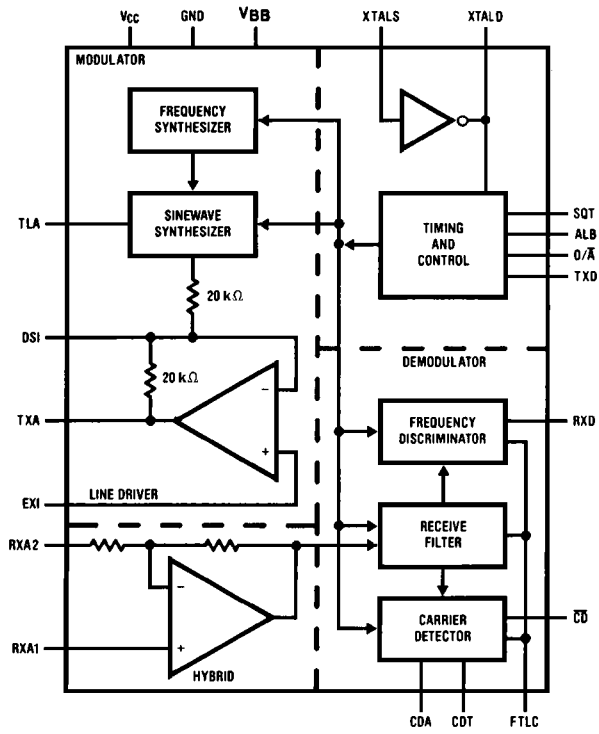 VCC GND VBB XTALS XTALD
MODULATOR
FREQUENCY
SYNTHESIZER
TLA
SINEWAVE
SYNTHESIZER
TIMING
AND
CONTROL
SQT
ALB
O/A̅
TXD
20 kΩ
DSI
DEMODULATOR
20 kΩ
TXA
FREQUENCY
DISCRIMINATOR
RXD
−
+
EXI
LINE DRIVER
RXA2
RECEIVE
FILTER
−
+
RXA1
HYBRID
CARRIER
DETECTOR
C̅D̅
CDA CDT FTLC